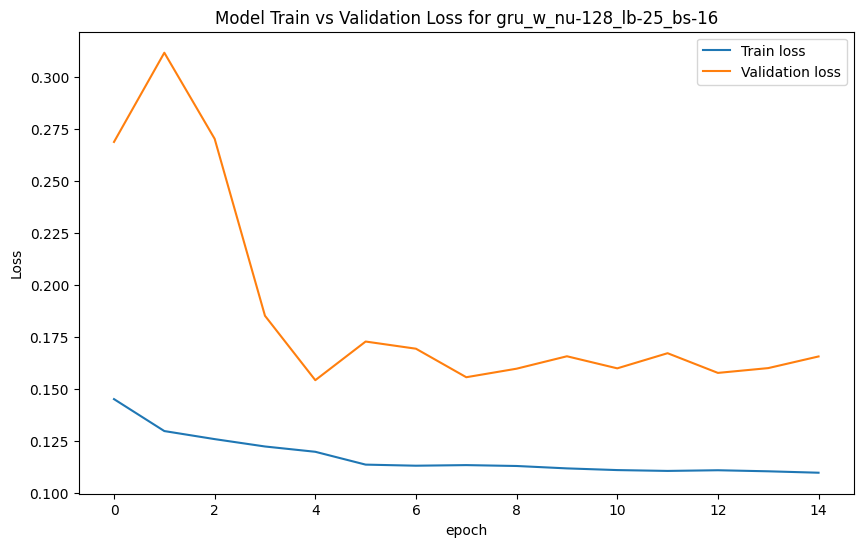 Model Train vs Validation Loss for gru_w_nu-128_lb-25_bs-16
Train loss
Validation loss
0.300
0.275
0.250
0.225
0.200
0.175
0.150
0.125
0.100
Loss
0 2 4 6 8 10 12 14
epoch